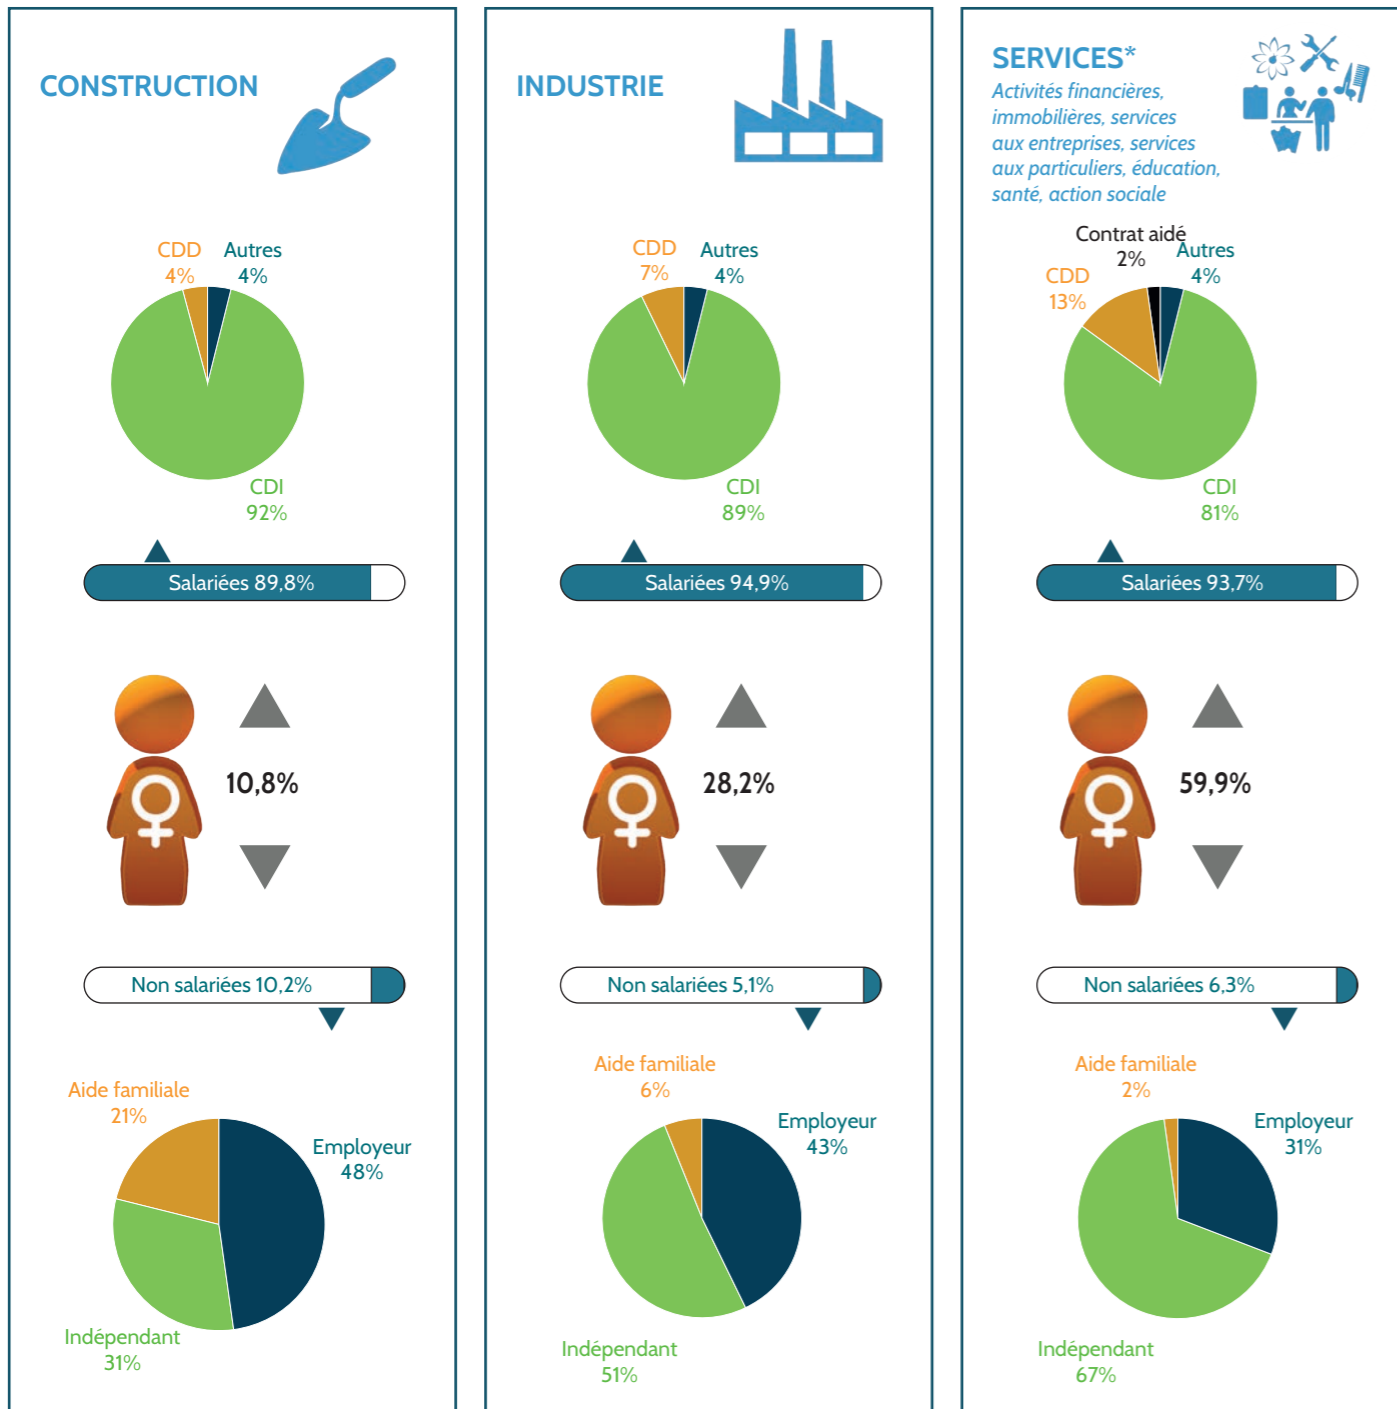 CONSTRUCTION
CDD
4%
Autres
4%
CDI
92%
Salariées 89,8%
10,8%
Non salariées 10,2%
Aide familiale
21%
Employeur
48%
Indépendant
31%
INDUSTRIE
CDD
7%
Autres
4%
CDI
89%
Salariées 94,9%
28,2%
Non salariées 5,1%
Aide familiale
6%
Employeur
43%
Indépendant
51%
SERVICES*
Activités financières,
immobilières, services
aux entreprises, services
aux particuliers, éducation,
santé, action sociale
Contrat aidé
2%
Autres
4%
CDD
13%
CDI
81%
Salariées 93,7%
59,9%
Non salariées 6,3%
Aide familiale
2%
Employeur
31%
Indépendant
67%